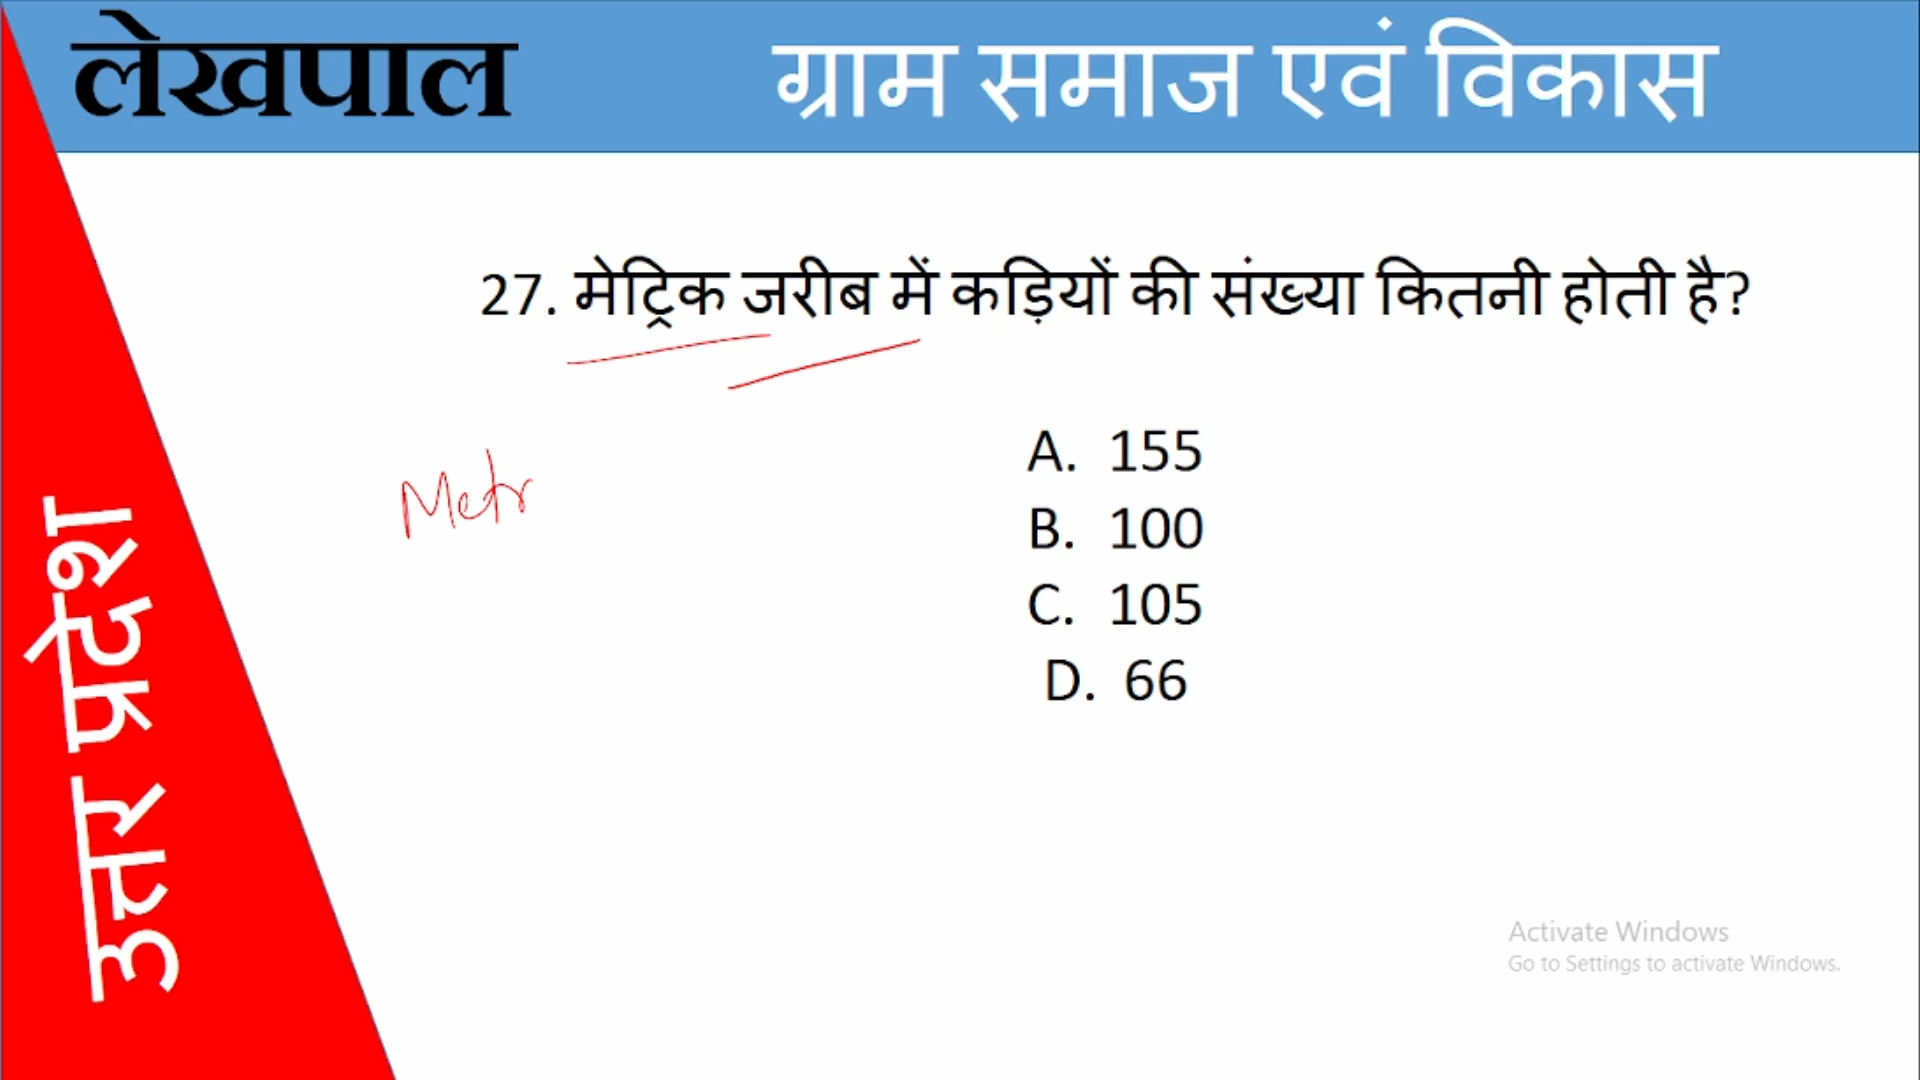 लेखपाल
ग्राम समाज एवं विकास
27. मेट्रिक जरीब में कड़ियों की संख्या कितनी होती है?
Metr
A. 155
B. 100
C. 105
D. 66
उत्तर प्रदेश
Activate Windows
Go to Settings to activate Windows.